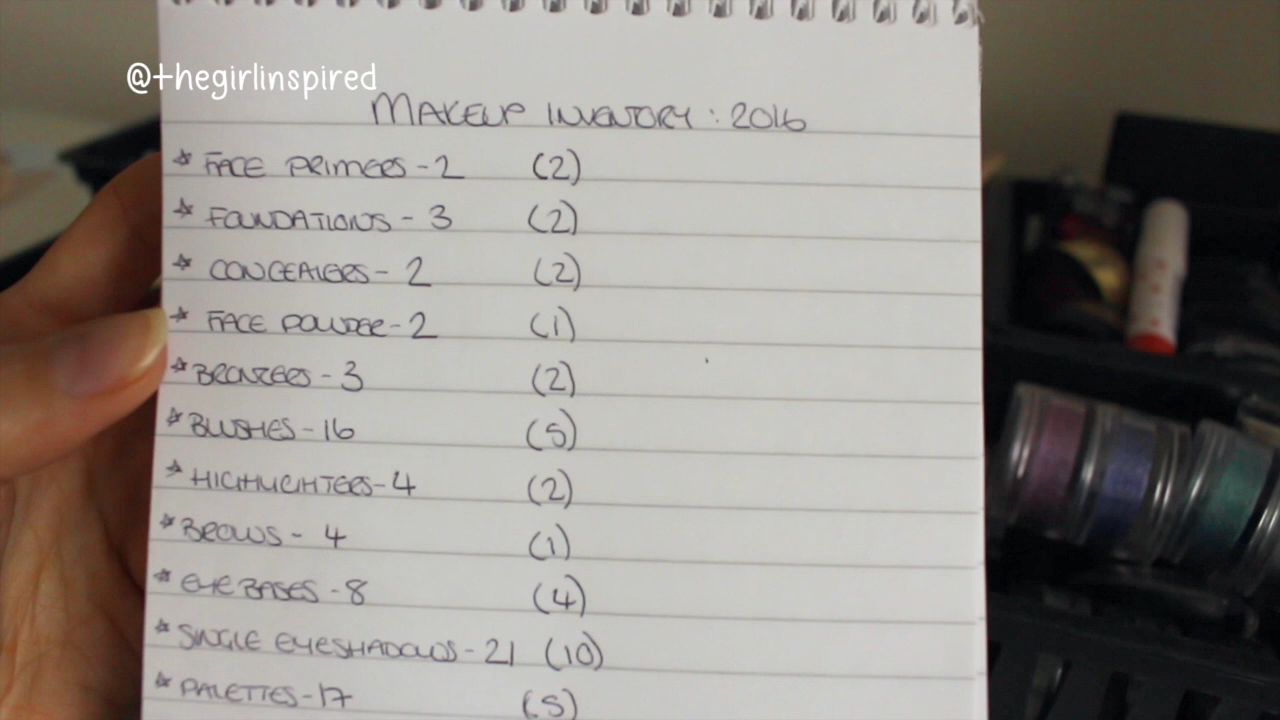 @thegirlinspired
MAKEUP INVENTORY : 2016
* FACE PRIMERS - 2 (2)
* FOUNDATIONS - 3 (2)
* CONCEALERS - 2 (2)
* FACE POWDER - 2 (1)
* BRONZERS - 3 (2)
* BLUSHES - 16 (5)
* HIGHLIGHTERS - 4 (2)
* BROWS - 4 (1)
* EYE BASES - 8 (4)
* SINGLE EYESHADOWS - 21 (10)
* PALETTES - 17 (5)